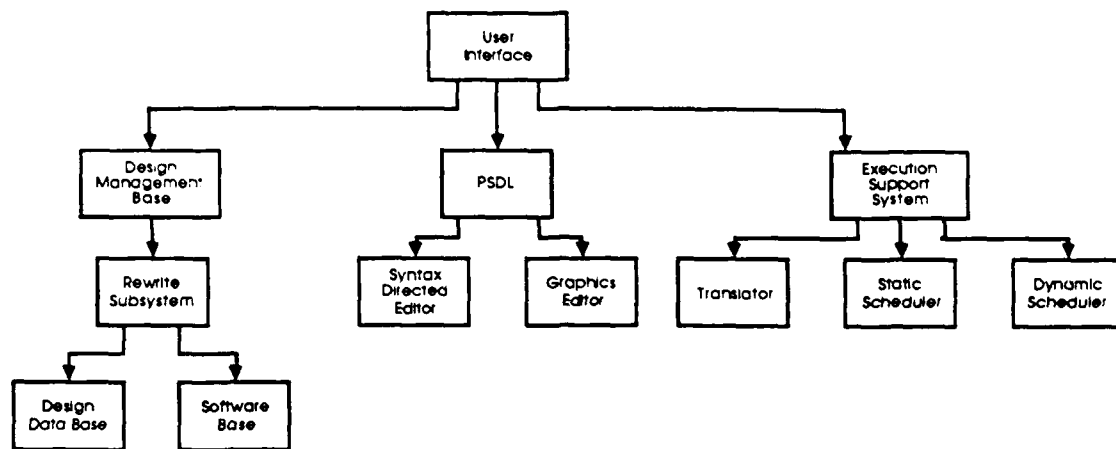 User
Interface
Design
Management
Base
PSDL
Execution
Support
System
Rewrite
Subsystem
Syntax
Directed
Editor
Graphics
Editor
Translator
Static
Scheduler
Dynamic
Scheduler
Design
Data Base
Software
Base